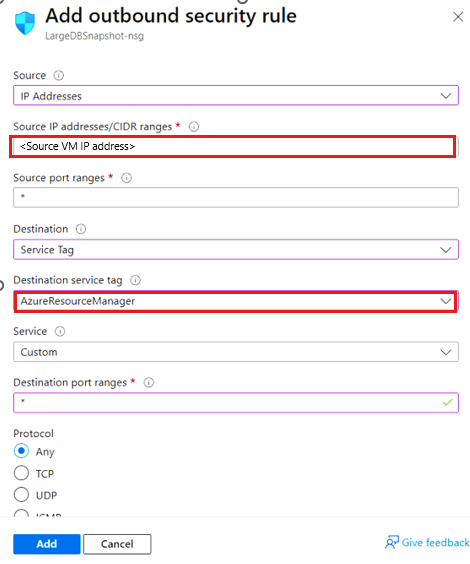 Add outbound security rule
LargeDBSnapshot-nsg
Source
IP Addresses
Source IP addresses/CIDR ranges *
<Source VM IP address>
Source port ranges *
*
Destination
Service Tag
Destination service tag
AzureResourceManager
Service
Custom
Destination port ranges *
*
Protocol
Any
TCP
UDP
ICMP
Add
Cancel
Give feedback